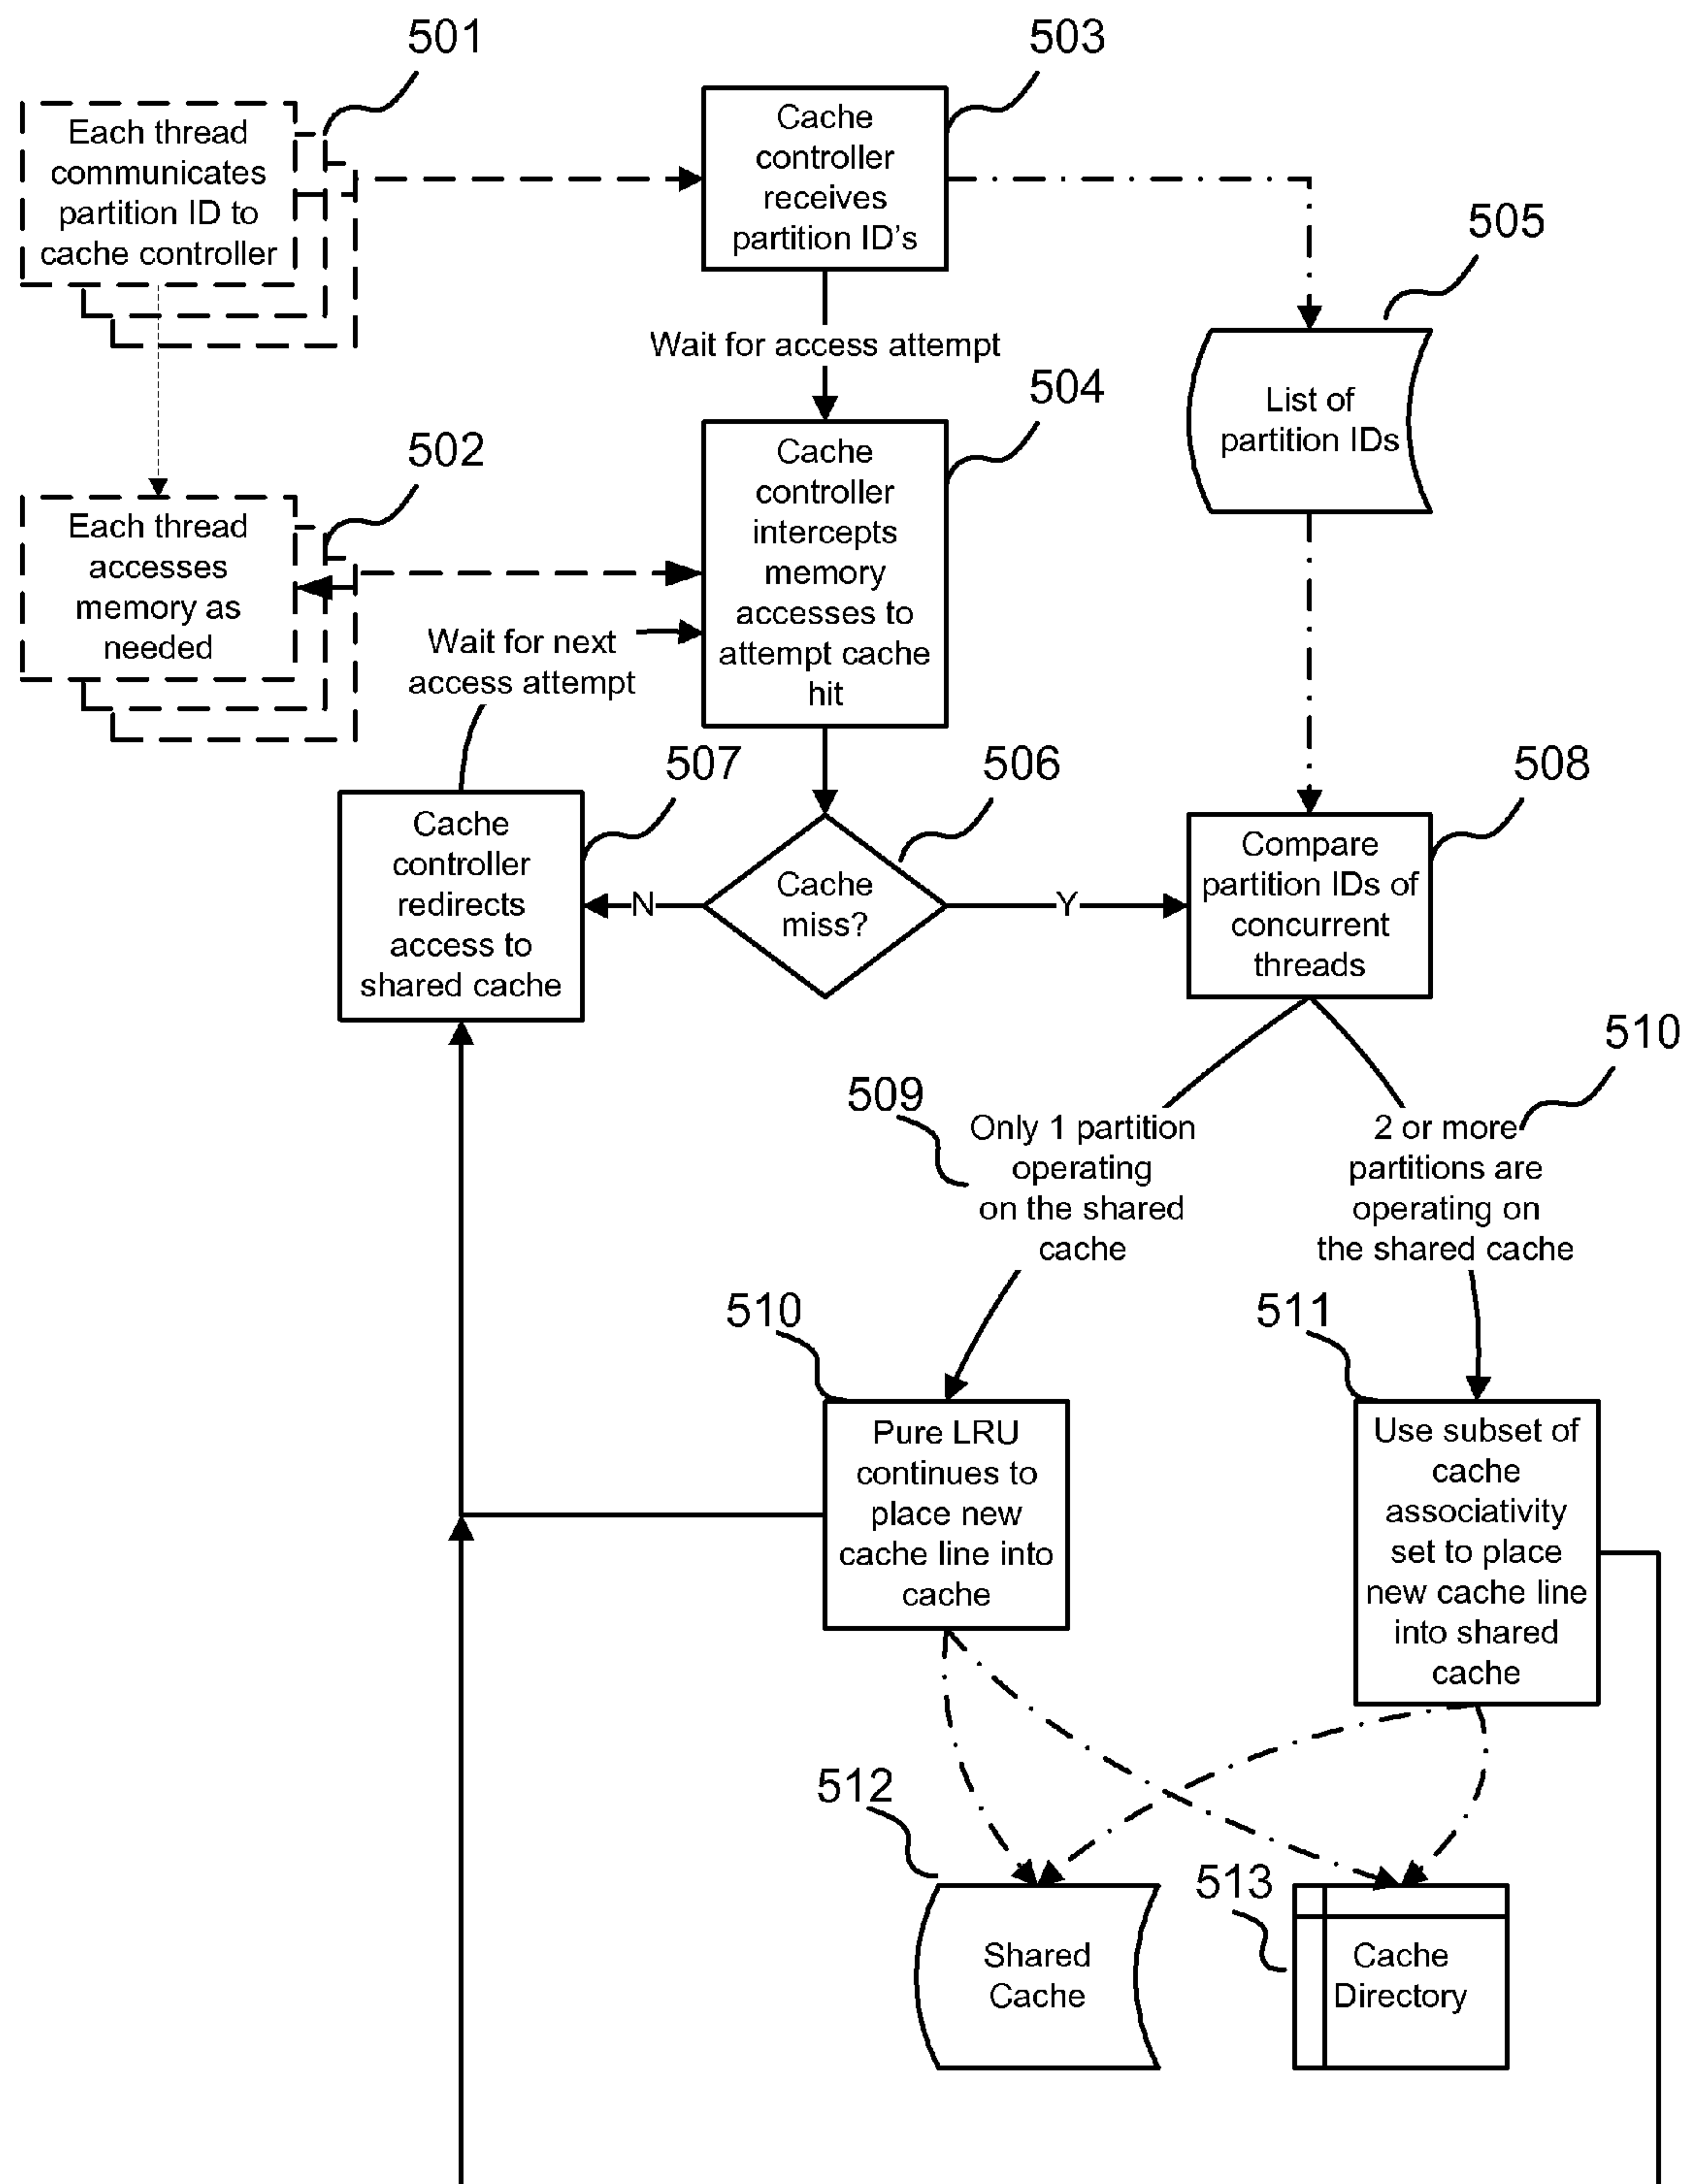 501
503
Each thread
communicates
partition ID to
cache controller
Cache
controller
receives
partition ID's
505
Wait for access attempt
504
List of
partition IDs
502
Each thread
accesses
memory as
needed
Cache
controller
intercepts
memory
accesses to
attempt cache
hit
Wait for next
access attempt
507
506
508
Cache
controller
redirects
access to
shared cache
N
Cache
miss?
Y
Compare
partition IDs of
concurrent
threads
510
509
Only 1 partition
operating
on the shared
cache
2 or more
partitions are
operating on
the shared cache
510
511
Pure LRU
continues to
place new
cache line into
cache
Use subset of
cache
associativity
set to place
new cache line
into shared
cache
512
513
Shared
Cache
Cache
Directory